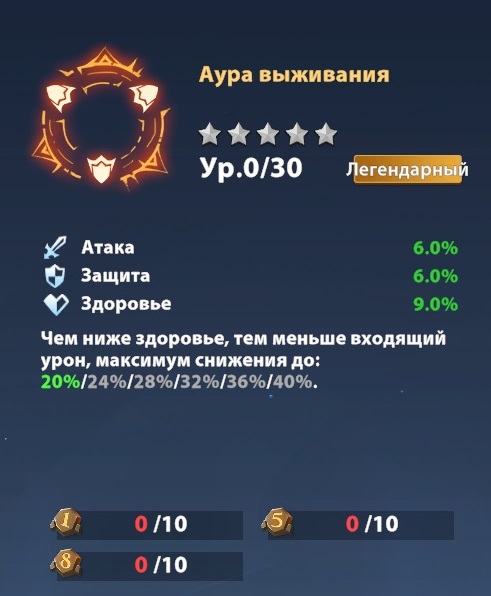 Аура выживания
Ур.0/30
Легендарный
Атака 6.0%
Защита 6.0%
Здоровье 9.0%
Чем ниже здоровье, тем меньше входящий
урон, максимум снижения до:
20%/24%/28%/32%/36%/40%.
1 0 /10
5 0 /10
8 0 /10